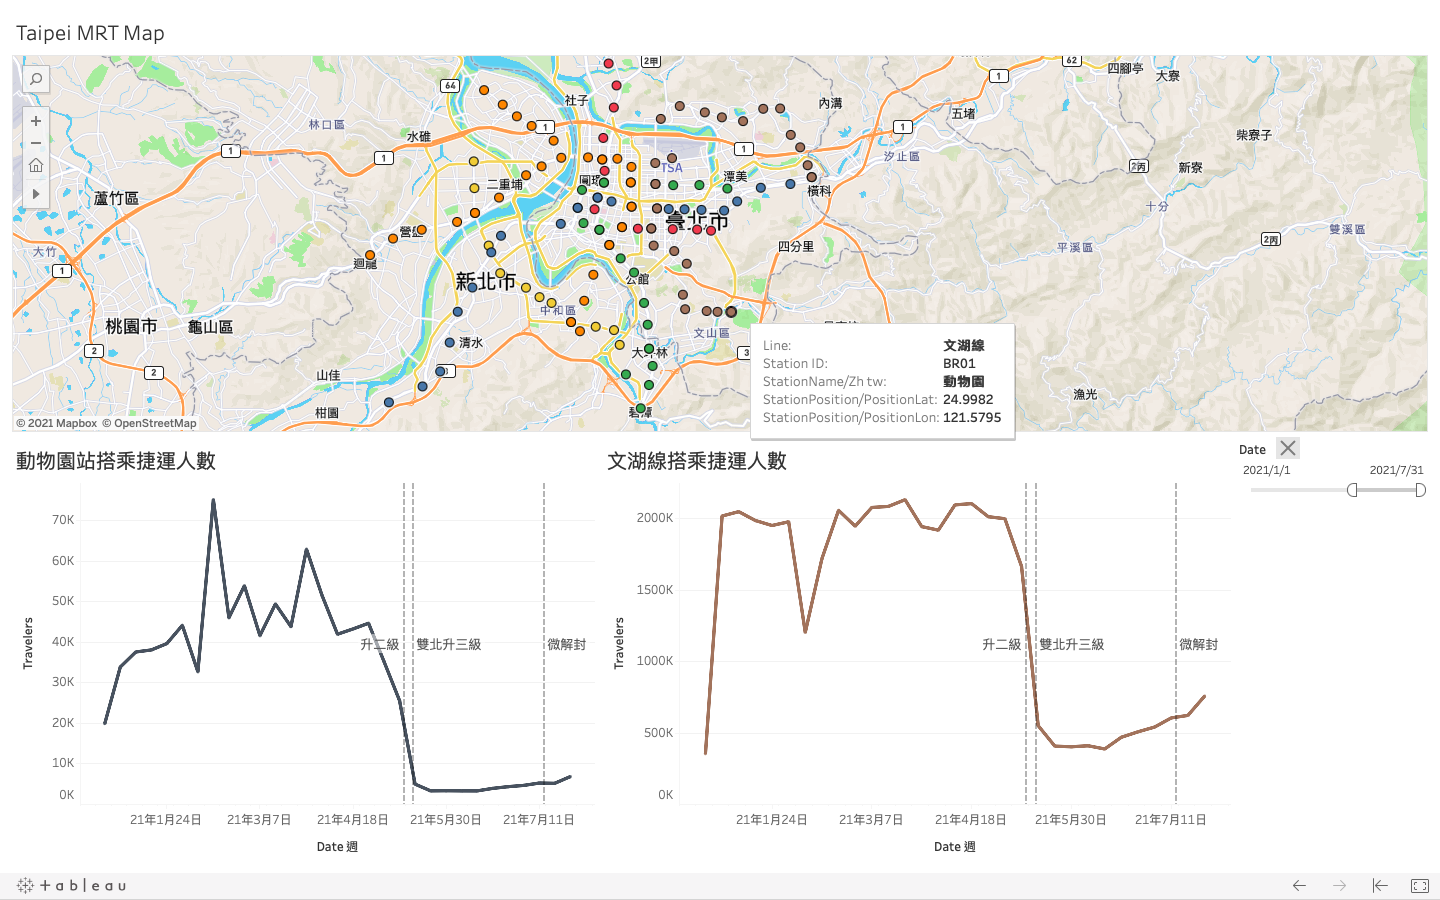 Taipei MRT Map
64
2甲
62
四腳亭
大寮
1
社子
內溝
五堵
林口區
水碓
1
1
柴寮子
1
1
1
汐止區
2丙
新寮
TSA
潭美
二重埔
橫科
蘆竹區
十分
臺北市
雙溪區
大竹
四分里
平溪區
2丙
迴龍
1
新北市
公館
中和區
桃園市
龜山區
文山區
2
清水
大坪林
3
山佳
2
柑園
碧潭
漁光
© 2021 Mapbox © OpenStreetMap
Line: 文湖線
Station ID: BR01
StationName/Zh tw: 動物園
StationPosition/PositionLat: 24.9982
StationPosition/PositionLon: 121.5795
動物園站搭乘捷運人數
文湖線搭乘捷運人數
Date
2021/1/1 2021/7/31
Travelers
70K
60K
50K
40K
30K
20K
10K
0K
升二級
雙北升三級
微解封
21年1月24日 21年3月7日 21年4月18日 21年5月30日 21年7月11日
Date 週
Travelers
2000K
1500K
1000K
500K
0K
升二級
雙北升三級
微解封
21年1月24日 21年3月7日 21年4月18日 21年5月30日 21年7月11日
Date 週
+ableau